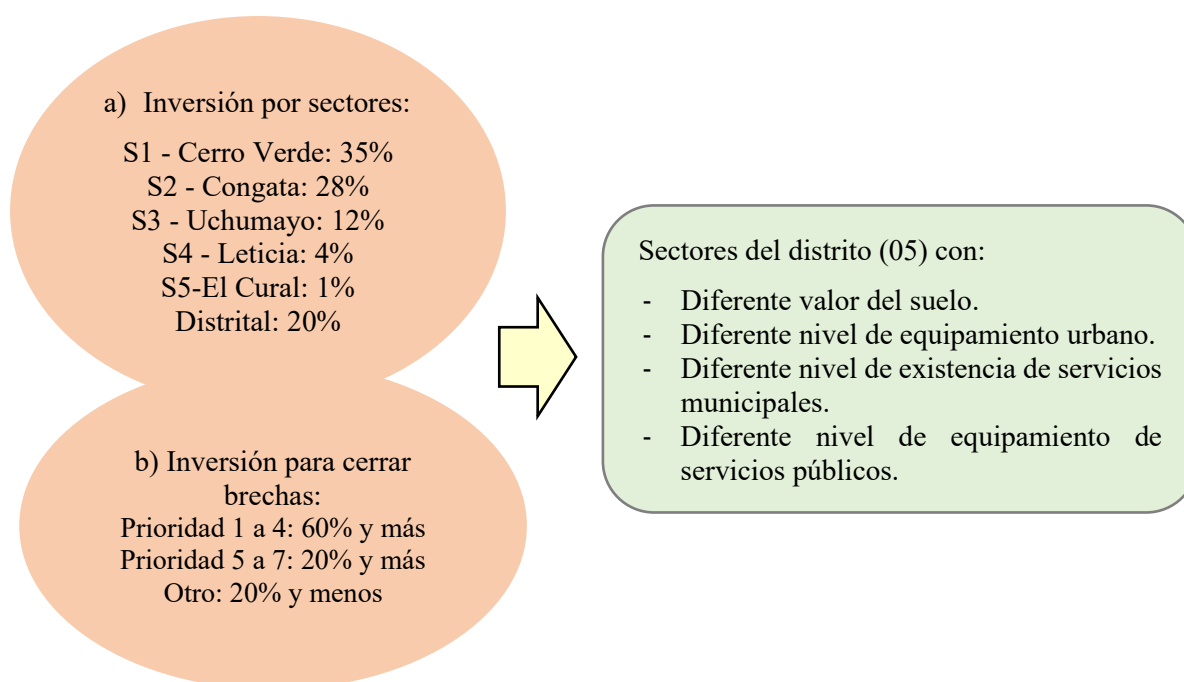 a) Inversión por sectores:
S1 - Cerro Verde: 35%
S2 - Congata: 28%
S3 - Uchumayo: 12%
S4 - Leticia: 4%
S5-El Cural: 1%
Distrital: 20%
b) Inversión para cerrar
brechas:
Prioridad 1 a 4: 60% y más
Prioridad 5 a 7: 20% y más
Otro: 20% y menos
Sectores del distrito (05) con:
- Diferente valor del suelo.
- Diferente nivel de equipamiento urbano.
- Diferente nivel de existencia de servicios
municipales.
- Diferente nivel de equipamiento de
servicios públicos.